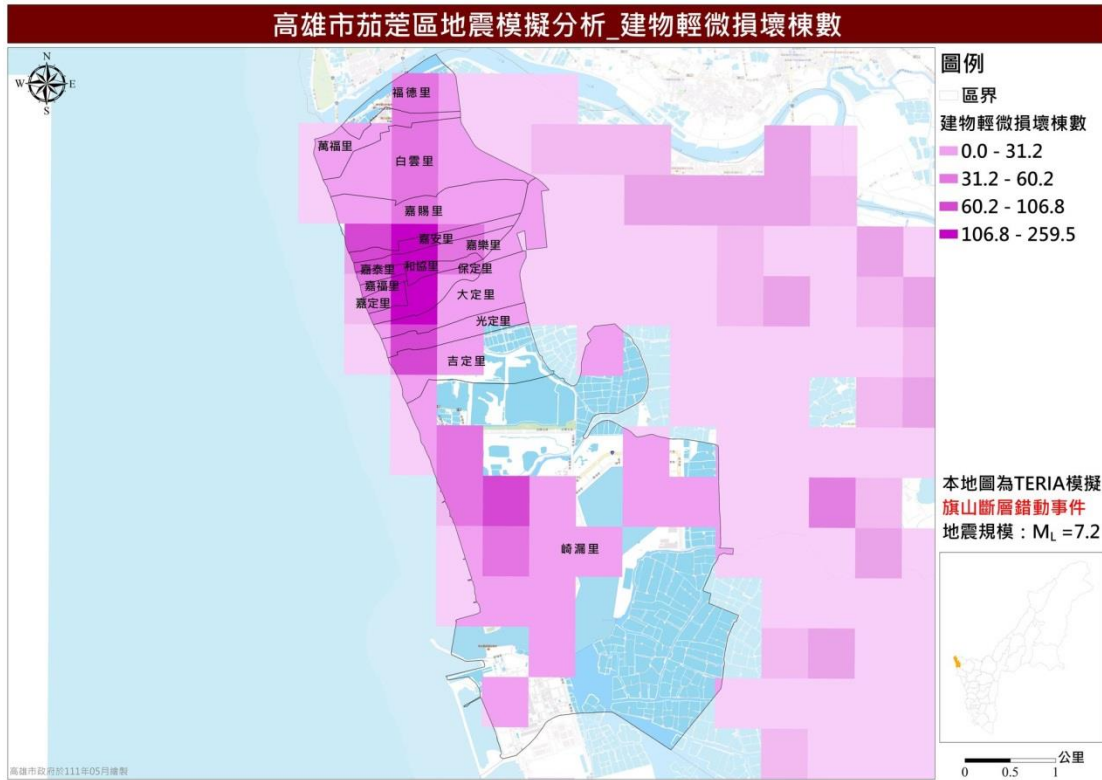 高雄市茄萣區地震模擬分析_建物輕微損壞棟數
N
W
E
S
圖例
區界
建物輕微損壞棟數
0.0 - 31.2
31.2 - 60.2
60.2 - 106.8
106.8 - 259.5
福德里
萬福里
白雲里
嘉賜里
嘉安里
嘉樂里
嘉泰里
和協里
保定里
嘉福里
大定里
嘉定里
光定里
吉定里
崎漏里
本地圖為TERIA模擬
旗山斷層錯動事件
地震規模：ML =7.2
公里
0 0.5 1
高雄市政府於111年05月繪製